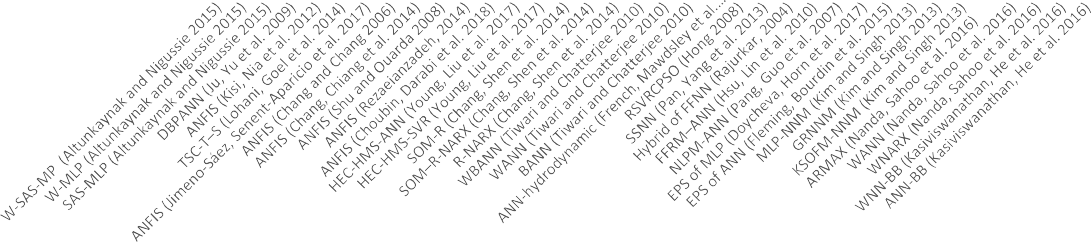 W-SAS-MP (Altunkaynak and Nigussie 2015)
W-MLP (Altunkaynak and Nigussie 2015)
SAS-MLP (Altunkaynak and Nigussie 2015)
DBPANN (Ju, Yu et al. 2009)
ANFIS (Kisi, Nia et al. 2012)
TSC-T–S (Lohani, Goel et al. 2014)
ANFIS (Jimeno-Sáez, Senent-Aparicio et al. 2017)
ANFIS (Chang and Chang 2006)
ANFIS (Chang, Chiang et al. 2014)
ANFIS (Shu and Ouarda 2008)
ANFIS (Rezaeianzadeh 2014)
ANFIS (Choubin, Darabi et al. 2018)
HEC-HMS-ANN (Young, Liu et al. 2017)
HEC-HMS-SVR (Young, Liu et al. 2017)
SOM-R (Chang, Shen et al. 2014)
SOM–R-NARX (Chang, Shen et al. 2014)
R-NARX (Chang, Shen et al. 2014)
WBANN (Tiwari and Chatterjee 2010)
WANN (Tiwari and Chatterjee 2010)
BANN (Tiwari and Chatterjee 2010)
ANN-hydrodynamic (French, Mawdsley et al.…
RSVRCPSO (Hong 2008)
SSNN (Pan, Yang et al. 2013)
Hybrid of FFNN (Rajurkar, 2004)
FFRM–ANN (Hsu, Lin et al. 2010)
NLPM-ANN (Pang, Guo et al. 2007)
EPS of MLP (Doycheva, Horn et al. 2017)
EPS of ANN (Fleming, Bourdin et al. 2015)
MLP-NNM (Kim and Singh 2013)
GRNNM (Kim and Singh 2013)
KSOFM-NNM (Kim and Singh 2013)
ARMAX (Nanda, Sahoo et al. 2016)
WANN (Nanda, Sahoo et al. 2016)
WNARX (Nanda, Sahoo et al. 2016)
WNN-BB (Kasiviswanathan, He et al. 2016)
ANN-BB (Kasiviswanathan, He et al. 2016)